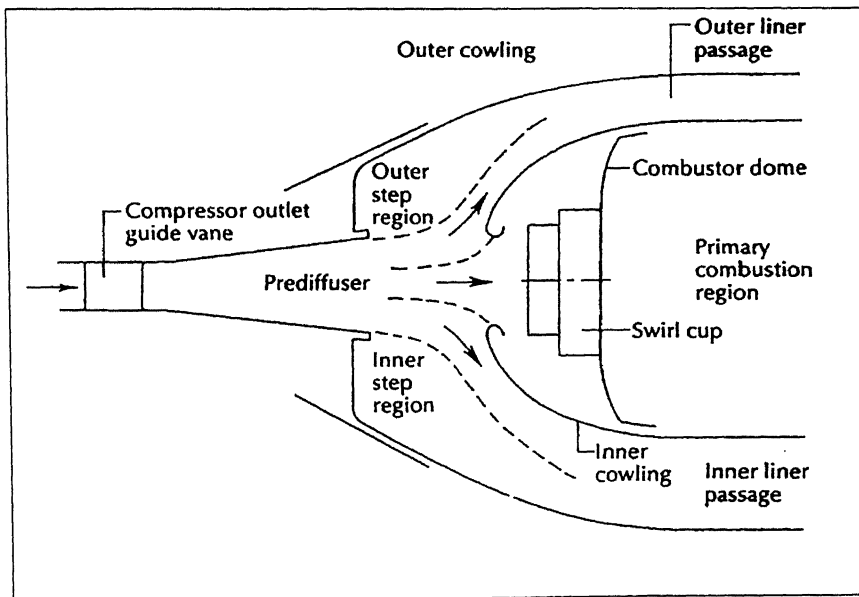 Outer liner
passage
Outer cowling
Combustor dome
Outer
step
region
Compressor outlet
guide vane
Prediffuser
Primary
combustion
region
Swirl cup
Inner
step
region
Inner
cowling
Inner liner
passage